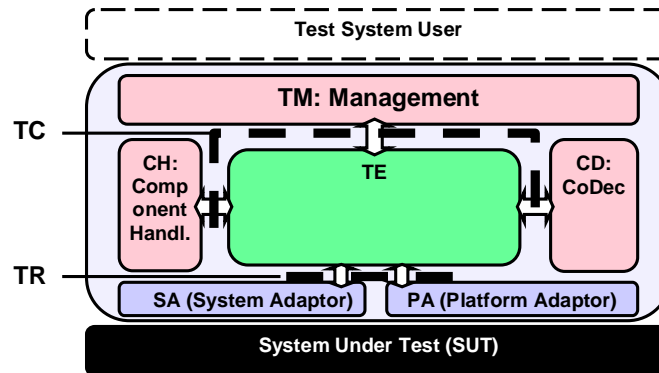 Test System User
TM: Management
TC
CH:
Comp
onent
Handl.
TE
CD:
CoDec
TR
SA (System Adaptor)
PA (Platform Adaptor)
System Under Test (SUT)